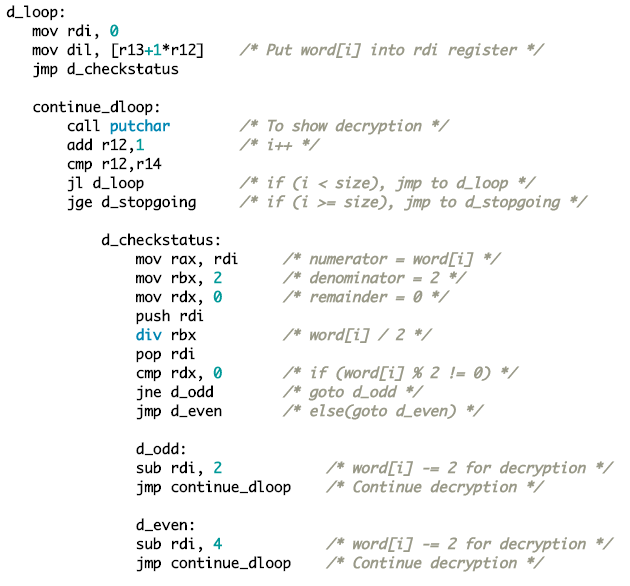 d_loop:
mov rdi, 0
mov dil, [r13+1*r12] /* Put word[i] into rdi register */
jmp d_checkstatus
continue_dloop:
call putchar /* To show decryption */
add r12,1 /* i++ */
cmp r12,r14
jl d_loop /* if (i < size), jmp to d_loop */
jge d_stopgoing /* if (i >= size), jmp to d_stopgoing */
d_checkstatus:
mov rax, rdi /* numerator = word[i] */
mov rbx, 2 /* denominator = 2 */
mov rdx, 0 /* remainder = 0 */
push rdi
div rbx /* word[i] / 2 */
pop rdi
cmp rdx, 0 /* if (word[i] % 2 != 0) */
jne d_odd /* goto d_odd */
jmp d_even /* else(goto d_even) */
d_odd:
sub rdi, 2 /* word[i] -= 2 for decryption */
jmp continue_dloop /* Continue decryption */
d_even:
sub rdi, 4 /* word[i] -= 2 for decryption */
jmp continue_dloop /* Continue decryption */